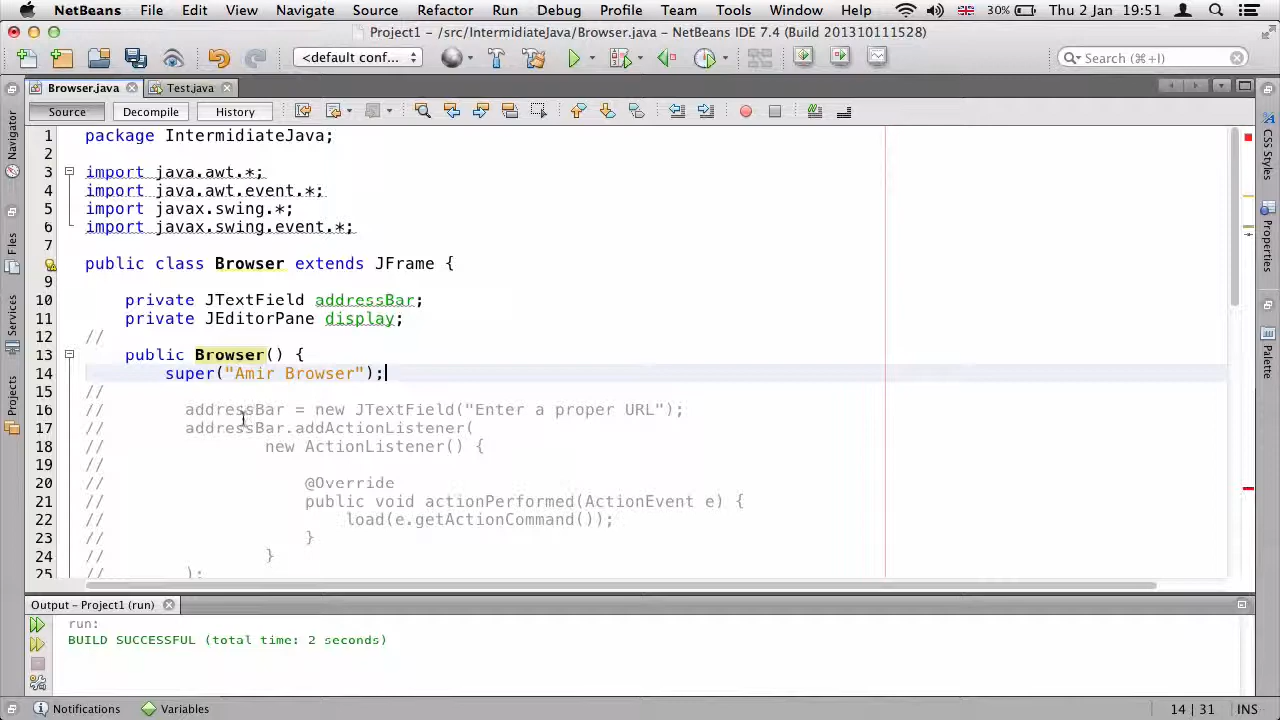 NetBeans File Edit View Navigate Source Refactor Run Debug Profile Team Tools Window Help 30% Thu 2 Jan 19:51
Project1 - /src/IntermidiateJava/Browser.java - NetBeans IDE 7.4 (Build 201310111528)
<default conf... Search (⌘+I)
Browser.java Test.java
Source Decompile History
1 package IntermidiateJava;
2
3 import java.awt.*;
4 import java.awt.event.*;
5 import javax.swing.*;
6 import javax.swing.event.*;
7
public class Browser extends JFrame {
9
10 private JTextField addressBar;
11 private JEditorPane display;
12 //
13 public Browser() {
14 super("Amir Browser");
15 //
16 // addressBar = new JTextField("Enter a proper URL");
17 // addressBar.addActionListener(
18 // new ActionListener() {
19 //
20 // @Override
21 // public void actionPerformed(ActionEvent e) {
22 // load(e.getActionCommand());
23 // }
24 // }
25 // );
Navigator
Files
Services
Projects
CSS Styles
Properties
Palette
Output - Project1 (run)
run:
BUILD SUCCESSFUL (total time: 2 seconds)
Notifications Variables 14 | 31 INS